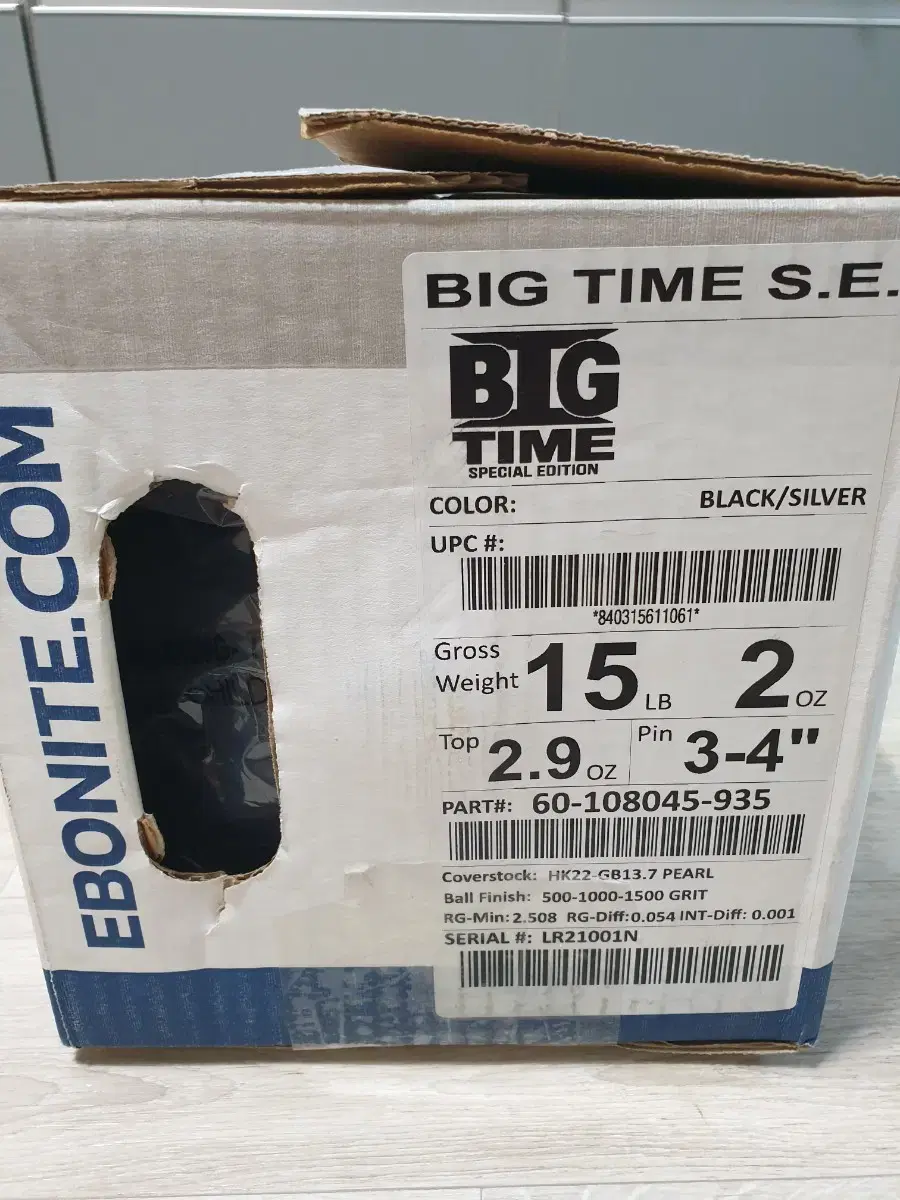 BIG TIME S.E.
BIG
TIME
SPECIAL EDITION
COLOR: BLACK/SILVER
UPC #:
*840315611061*
Gross Weight 15 LB 2 OZ
Top 2.9 OZ Pin 3-4"
PART#: 60-108045-935
Coverstock: HK22-GB13.7 PEARL
Ball Finish: 500-1000-1500 GRIT
RG-Min: 2.508 RG-Diff: 0.054 INT-Diff: 0.001
SERIAL #: LR21001N
EBONITE.COM